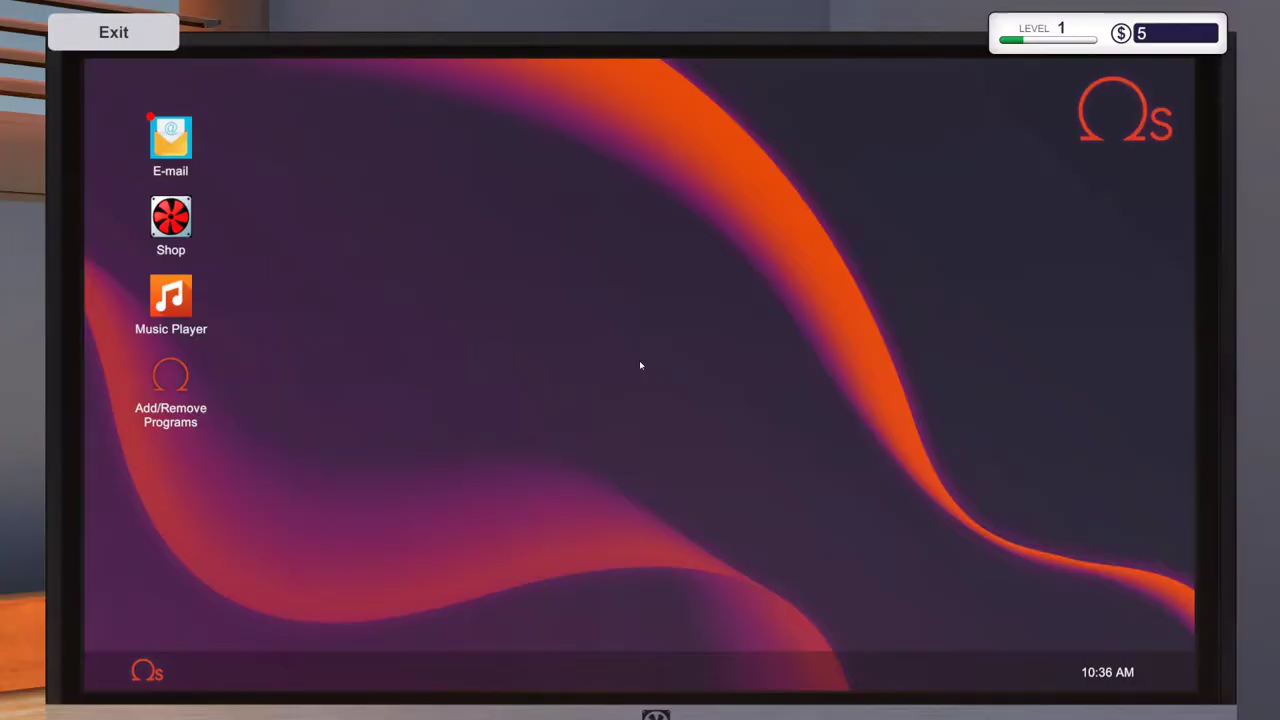 Exit
LEVEL 1
$ 5
Ωs
E-mail
Shop
Music Player
Add/Remove
Programs
Ωs
10:36 AM